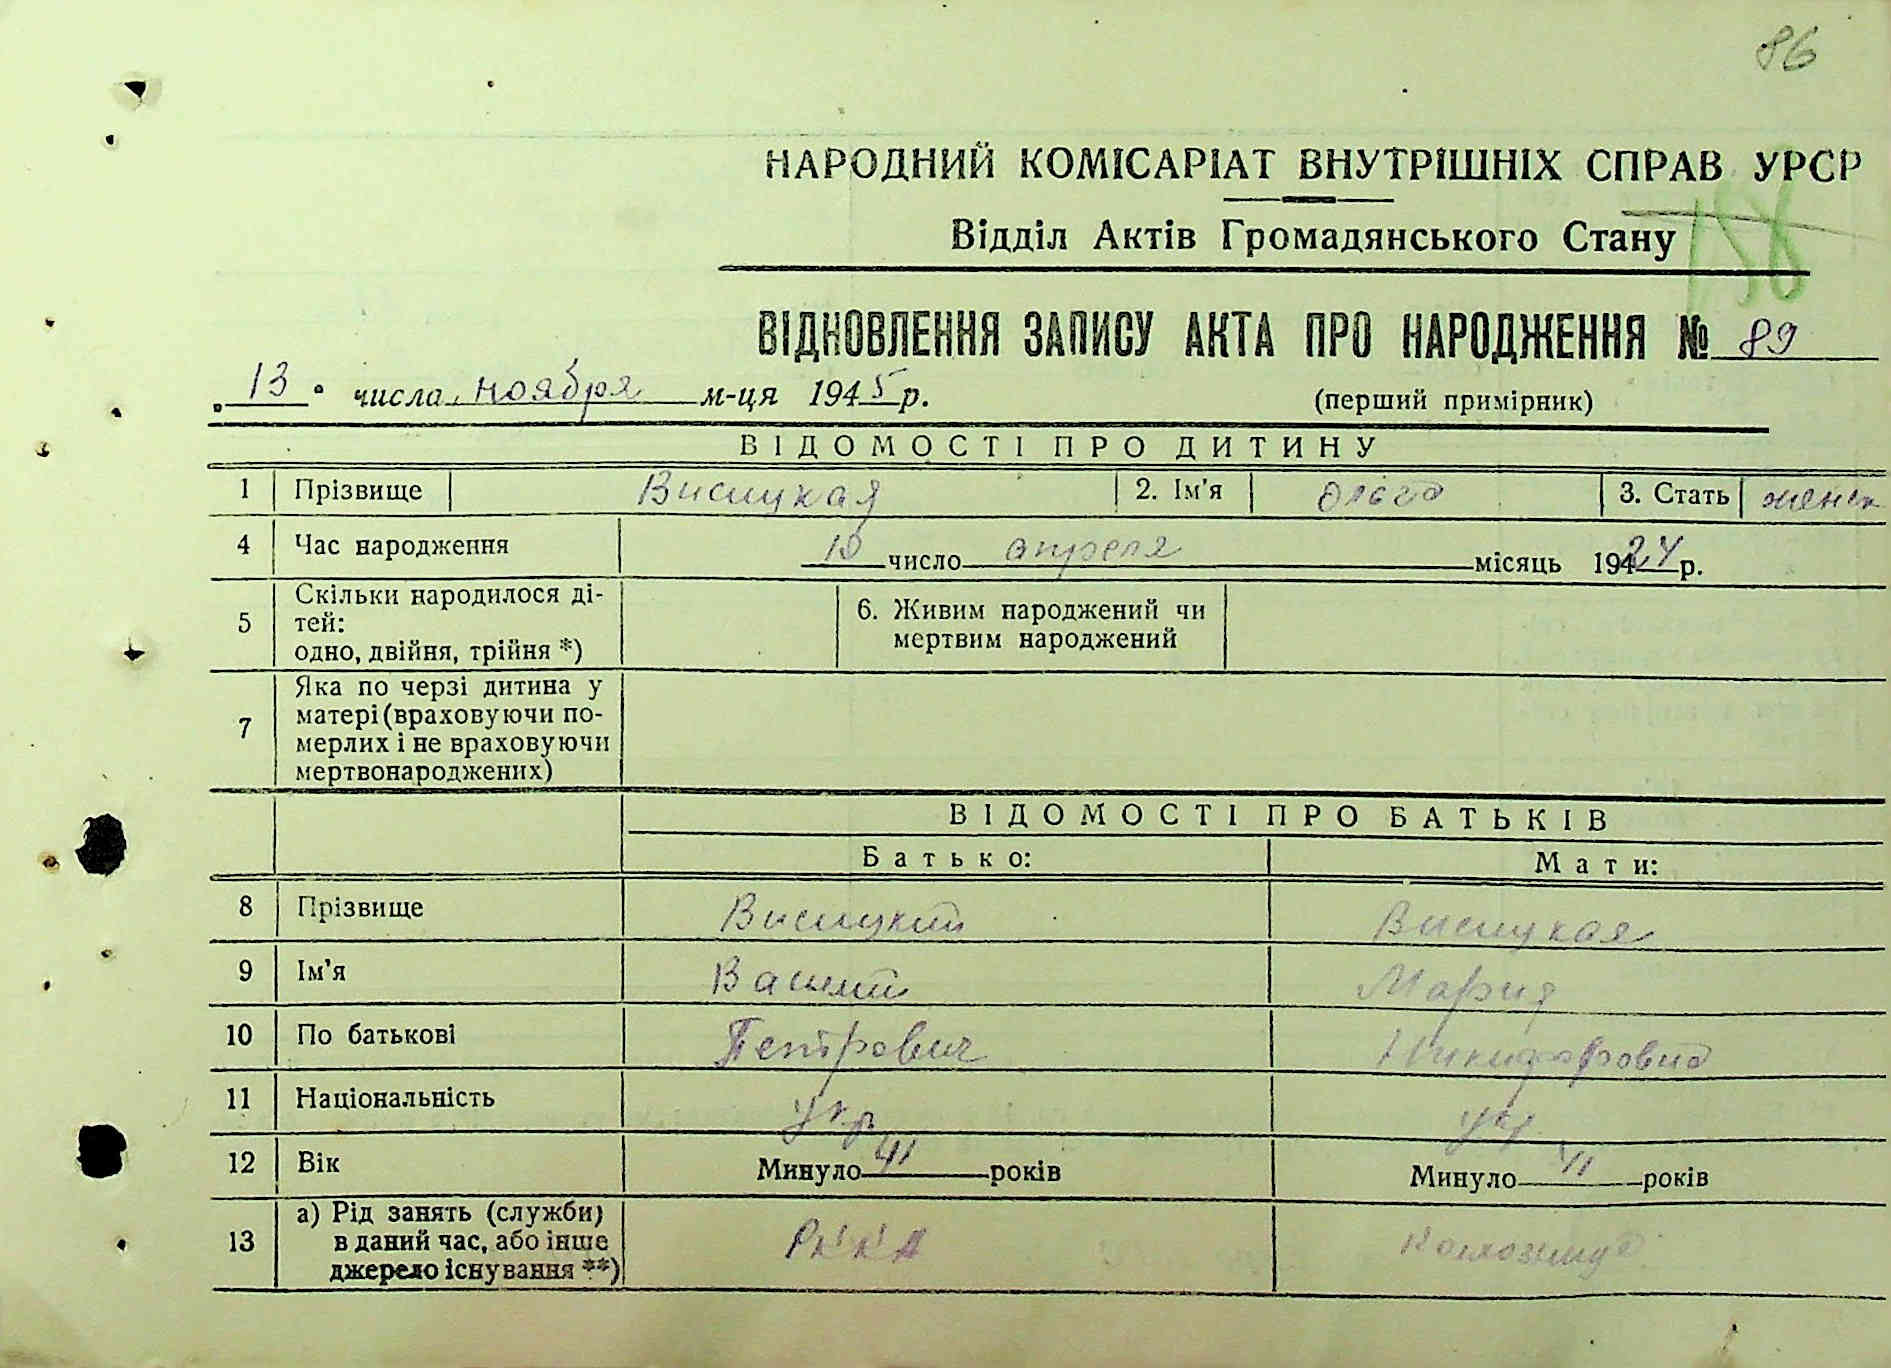 86
НАРОДНИЙ КОМІСАРІАТ ВНУТРІШНІХ СПРАВ УРСР
Відділ Актів Громадянського Стану
ВІДНОВЛЕННЯ ЗАПИСУ АКТА ПРО НАРОДЖЕННЯ № 89
„13" числа ноября м-ця 1945 р.
(перший примірник)
ВІДОМОСТІ ПРО ДИТИНУ
1 Прізвище Висицкая 2. Ім'я Ольга 3. Стать женск
4 Час народження 10 число апреля місяць 1924 р.
5 Скільки народилося ді-
тей:
одно, двійня, трійня *)
6. Живим народжений чи
мертвим народжений
7 Яка по черзі дитина у
матері (враховуючи по-
мерлих і не враховуючи
мертвонароджених)
ВІДОМОСТІ ПРО БАТЬКІВ
Батько: Мати:
8 Прізвище Висицкий Висицкая
9 Ім'я Василий Мария
10 По батькові Петрович Никифоровна
11 Національність укр укр
12 Вік Минуло 41 років Минуло 41 років
13 а) Рід занять (служби)
в даний час, або інше
джерело існування **)
РККА колхозница